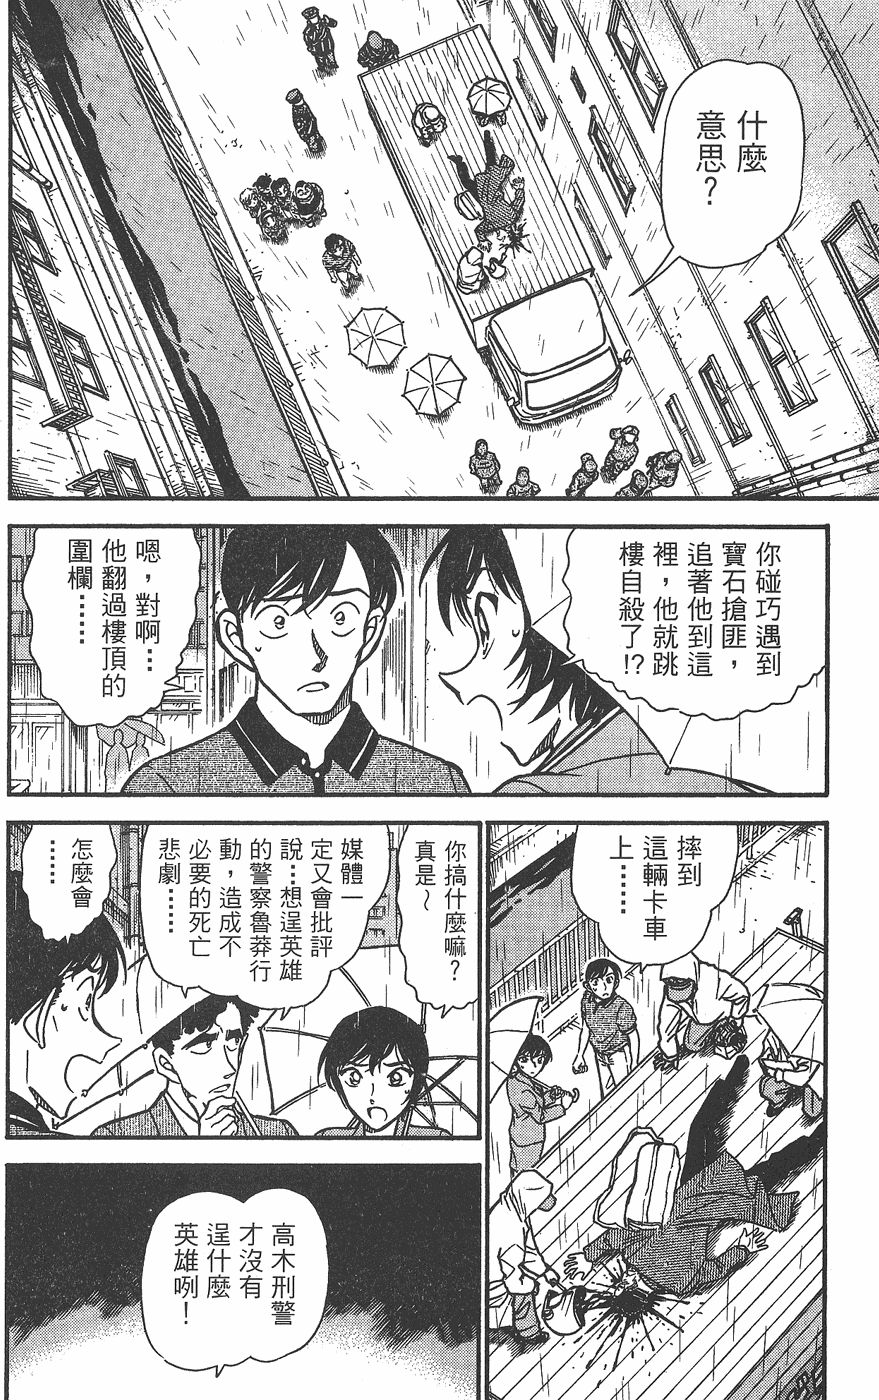 什麼
意思？
你碰巧遇到
寶石搶匪，
追著他到這
裡，他就跳
樓自殺了!?
嗯，對啊…
他翻過樓頂的
圍欄……
摔到
這輛卡車
上……
你搞什麼嘛？
真是～
媒體一
定又會批評
說…想逞英雄
的警察魯莽行
動，造成不
必要的死亡
悲劇……
怎麼會
……
高木刑警
才沒有
逞什麼
英雄咧！